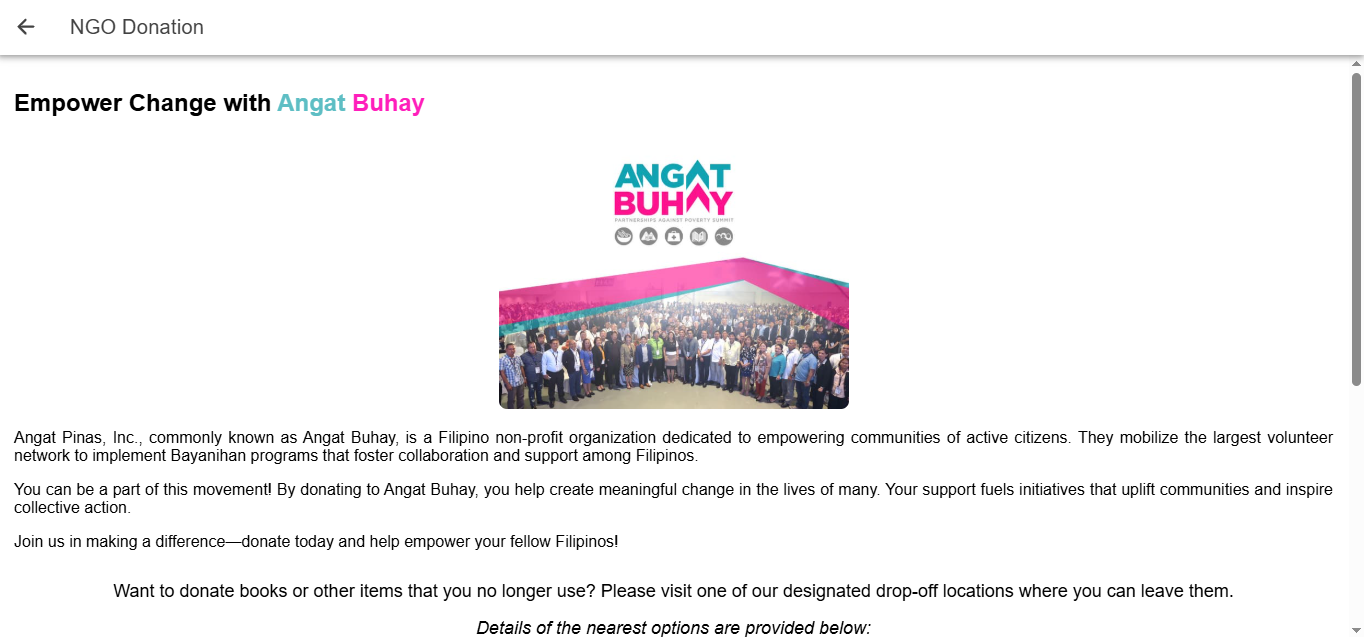 NGO Donation
Empower Change with Angat Buhay
ANGAT
BUHAY
PARTNERSHIPS AGAINST POVERTY SUMMIT
Angat Pinas, Inc., commonly known as Angat Buhay, is a Filipino non-profit organization dedicated to empowering communities of active citizens. They mobilize the largest volunteer
network to implement Bayanihan programs that foster collaboration and support among Filipinos.
You can be a part of this movement! By donating to Angat Buhay, you help create meaningful change in the lives of many. Your support fuels initiatives that uplift communities and inspire
collective action.
Join us in making a difference—donate today and help empower your fellow Filipinos!
Want to donate books or other items that you no longer use? Please visit one of our designated drop-off locations where you can leave them.
Details of the nearest options are provided below: